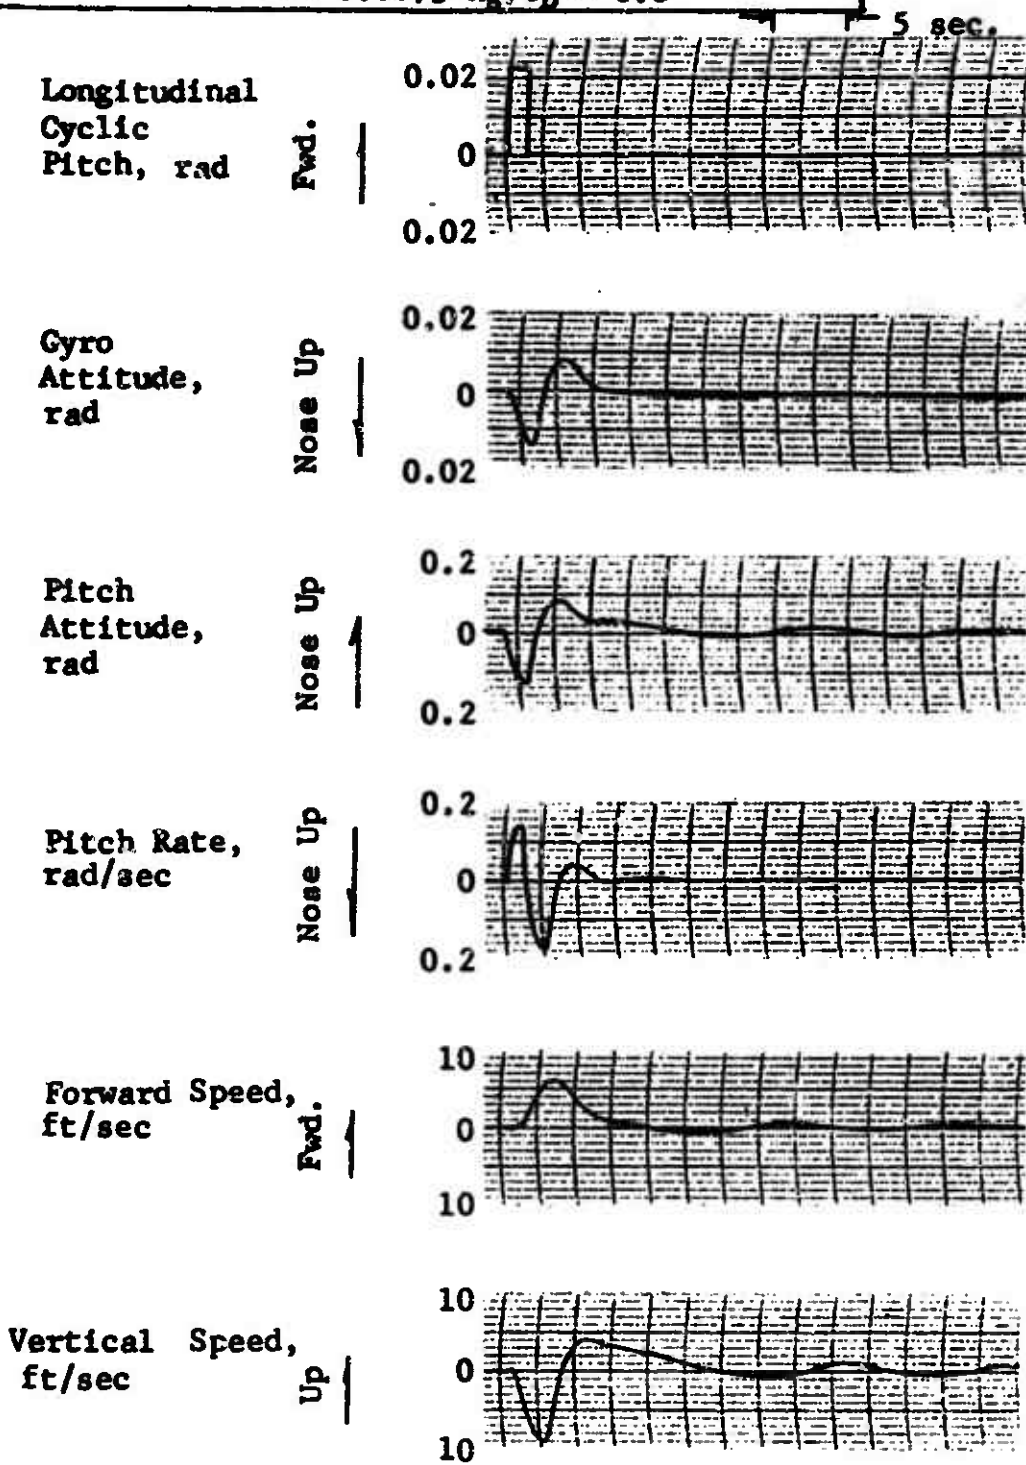 5 sec.
Longitudinal
Cyclic
Pitch, rad
Fwd.
0.02
0
0.02
Gyro
Attitude,
rad
Nose Up
0.02
0
0.02
Pitch
Attitude,
rad
Nose Up
0.2
0
0.2
Pitch Rate,
rad/sec
Nose Up
0.2
0
0.2
Forward Speed,
ft/sec
Fwd.
10
0
10
Vertical Speed,
ft/sec
Up
10
0
10